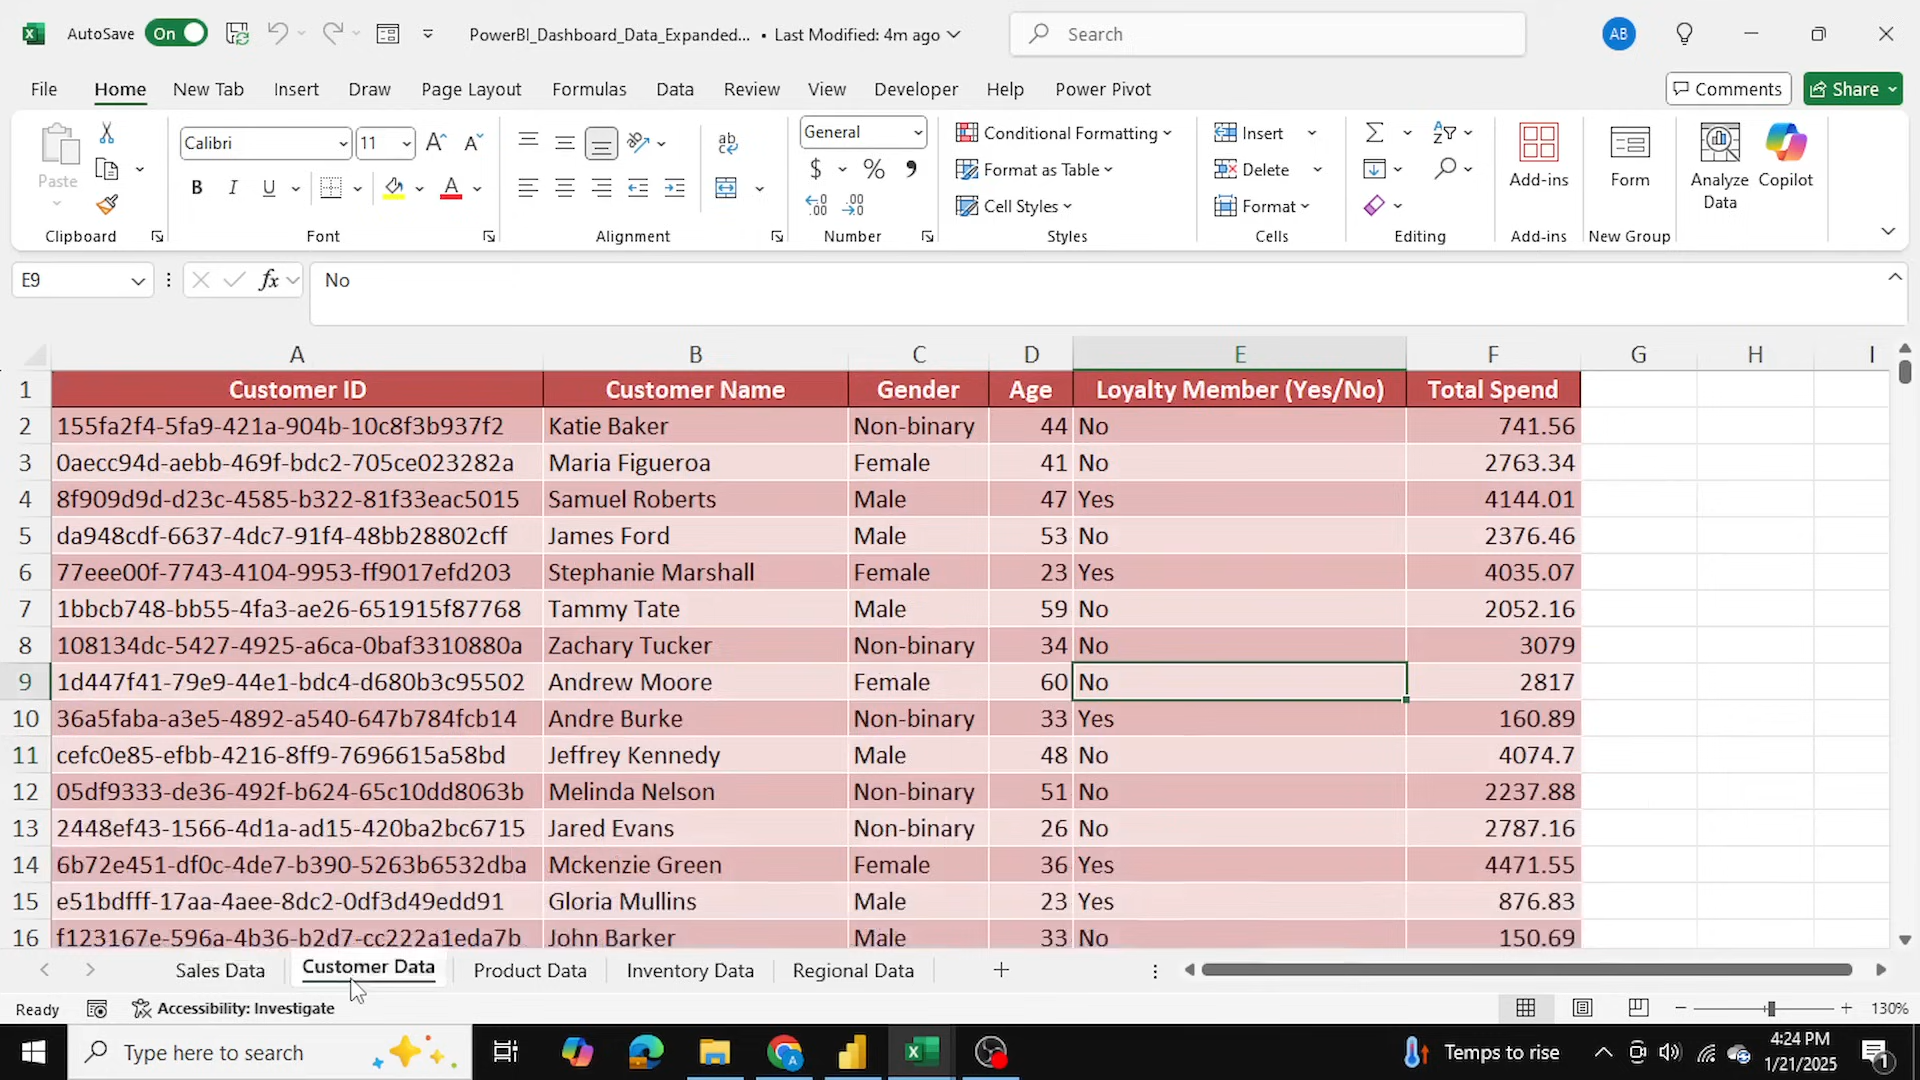 AutoSave On PowerBI_Dashboard_Data_Expanded... • Last Modified: 4m ago Search AB
File Home New Tab Insert Draw Page Layout Formulas Data Review View Developer Help Power Pivot Comments Share
Paste Calibri 11 General Conditional Formatting Insert
Format as Table Delete Add-ins Form Analyze Data Copilot
Cell Styles Format
Clipboard Font Alignment Number Styles Cells Editing Add-ins New Group
E9 fx No
A B C D E F G H I
1 Customer ID Customer Name Gender Age Loyalty Member (Yes/No) Total Spend
2 155fa2f4-5fa9-421a-904b-10c8f3b937f2 Katie Baker Non-binary 44 No 741.56
3 0aecc94d-aebb-469f-bdc2-705ce023282a Maria Figueroa Female 41 No 2763.34
4 8f909d9d-d23c-4585-b322-81f33eac5015 Samuel Roberts Male 47 Yes 4144.01
5 da948cdf-6637-4dc7-91f4-48bb28802cff James Ford Male 53 No 2376.46
6 77eee00f-7743-4104-9953-ff9017efd203 Stephanie Marshall Female 23 Yes 4035.07
7 1bbcb748-bb55-4fa3-ae26-651915f87768 Tammy Tate Male 59 No 2052.16
8 108134dc-5427-4925-a6ca-0baf3310880a Zachary Tucker Non-binary 34 No 3079
9 1d447f41-79e9-44e1-bdc4-d680b3c95502 Andrew Moore Female 60 No 2817
10 36a5faba-a3e5-4892-a540-647b784fcb14 Andre Burke Non-binary 33 Yes 160.89
11 cefc0e85-efbb-4216-8ff9-7696615a58bd Jeffrey Kennedy Male 48 No 4074.7
12 05df9333-de36-492f-b624-65c10dd8063b Melinda Nelson Non-binary 51 No 2237.88
13 2448ef43-1566-4d1a-ad15-420ba2bc6715 Jared Evans Non-binary 26 No 2787.16
14 6b72e451-df0c-4de7-b390-5263b6532dba Mckenzie Green Female 36 Yes 4471.55
15 e51bdfff-17aa-4aee-8dc2-0df3d49edd91 Gloria Mullins Male 23 Yes 876.83
16 f123167e-596a-4b36-b2d7-cc222a1eda7b John Barker Male 33 No 150.69
Sales Data Customer Data Product Data Inventory Data Regional Data
Ready Accessibility: Investigate 130%
Type here to search Temps to rise 4:24 PM
1/21/2025 1